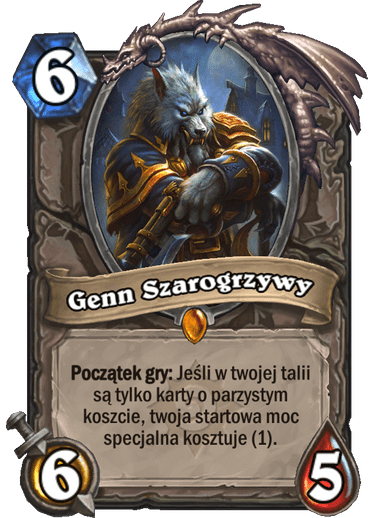 6
Genn Szarogrzywy
Początek gry: Jeśli w twojej talii
są tylko karty o parzystym
koszcie, twoja startowa moc
specjalna kosztuje (1).
6
5